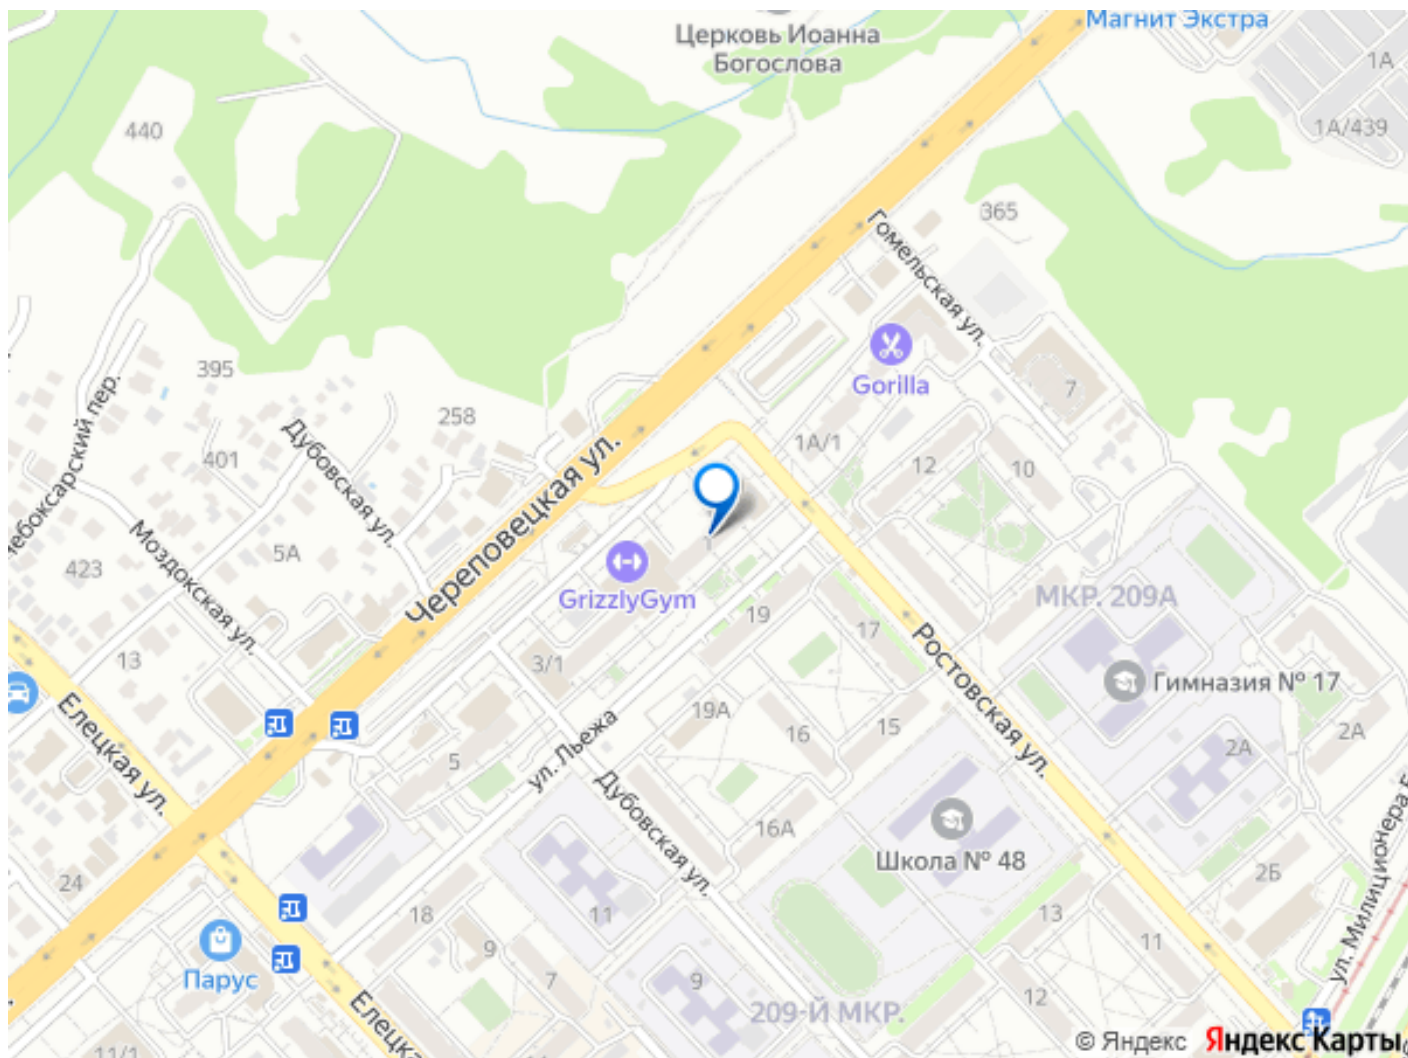 Магнит Экстра
Церковь Иоанна
Богослова
1А
440
1А/439
365
Гомельская ул.
Gorilla
7
395
258
401
Дубовская ул.
Череповецкая ул.
1А/1
12
10
Моздокская ул.
5А
423
GrizzlyGym
МКР. 209А
19
17
Ростовская ул.
Гимназия № 17
13
3/1
Елецкая ул.
19А
16
15
2А
2А
5
ул. Льежа
Дубовская ул.
16А
Школа № 48
24
2Б
ул. Милиционера
18
11
13
11
9
Парус
7
9
12
209-Й МКР.
Елецка
11/1
© Яндекс
Яндекс Карты